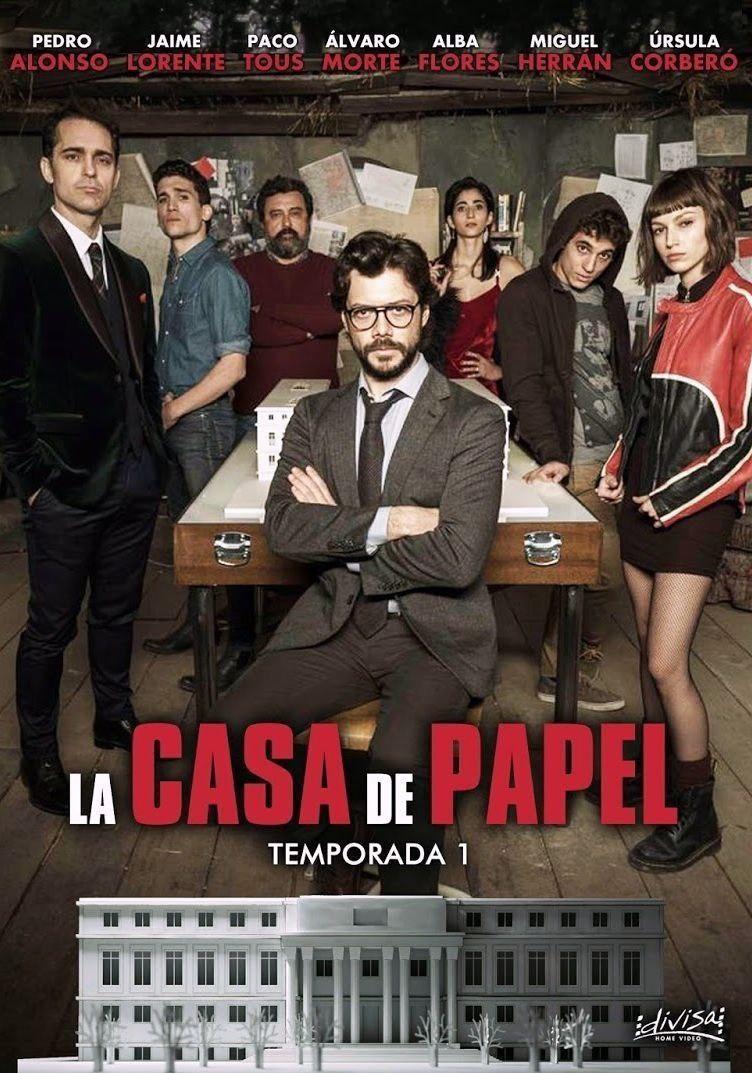 PEDRO ALONSO
JAIME LORENTE
PACO TOUS
ÁLVARO MORTE
ALBA FLORES
MIGUEL HERRÁN
ÚRSULA CORBERÓ
LA CASA DE PAPEL
TEMPORADA 1
divisa
HOME VIDEO